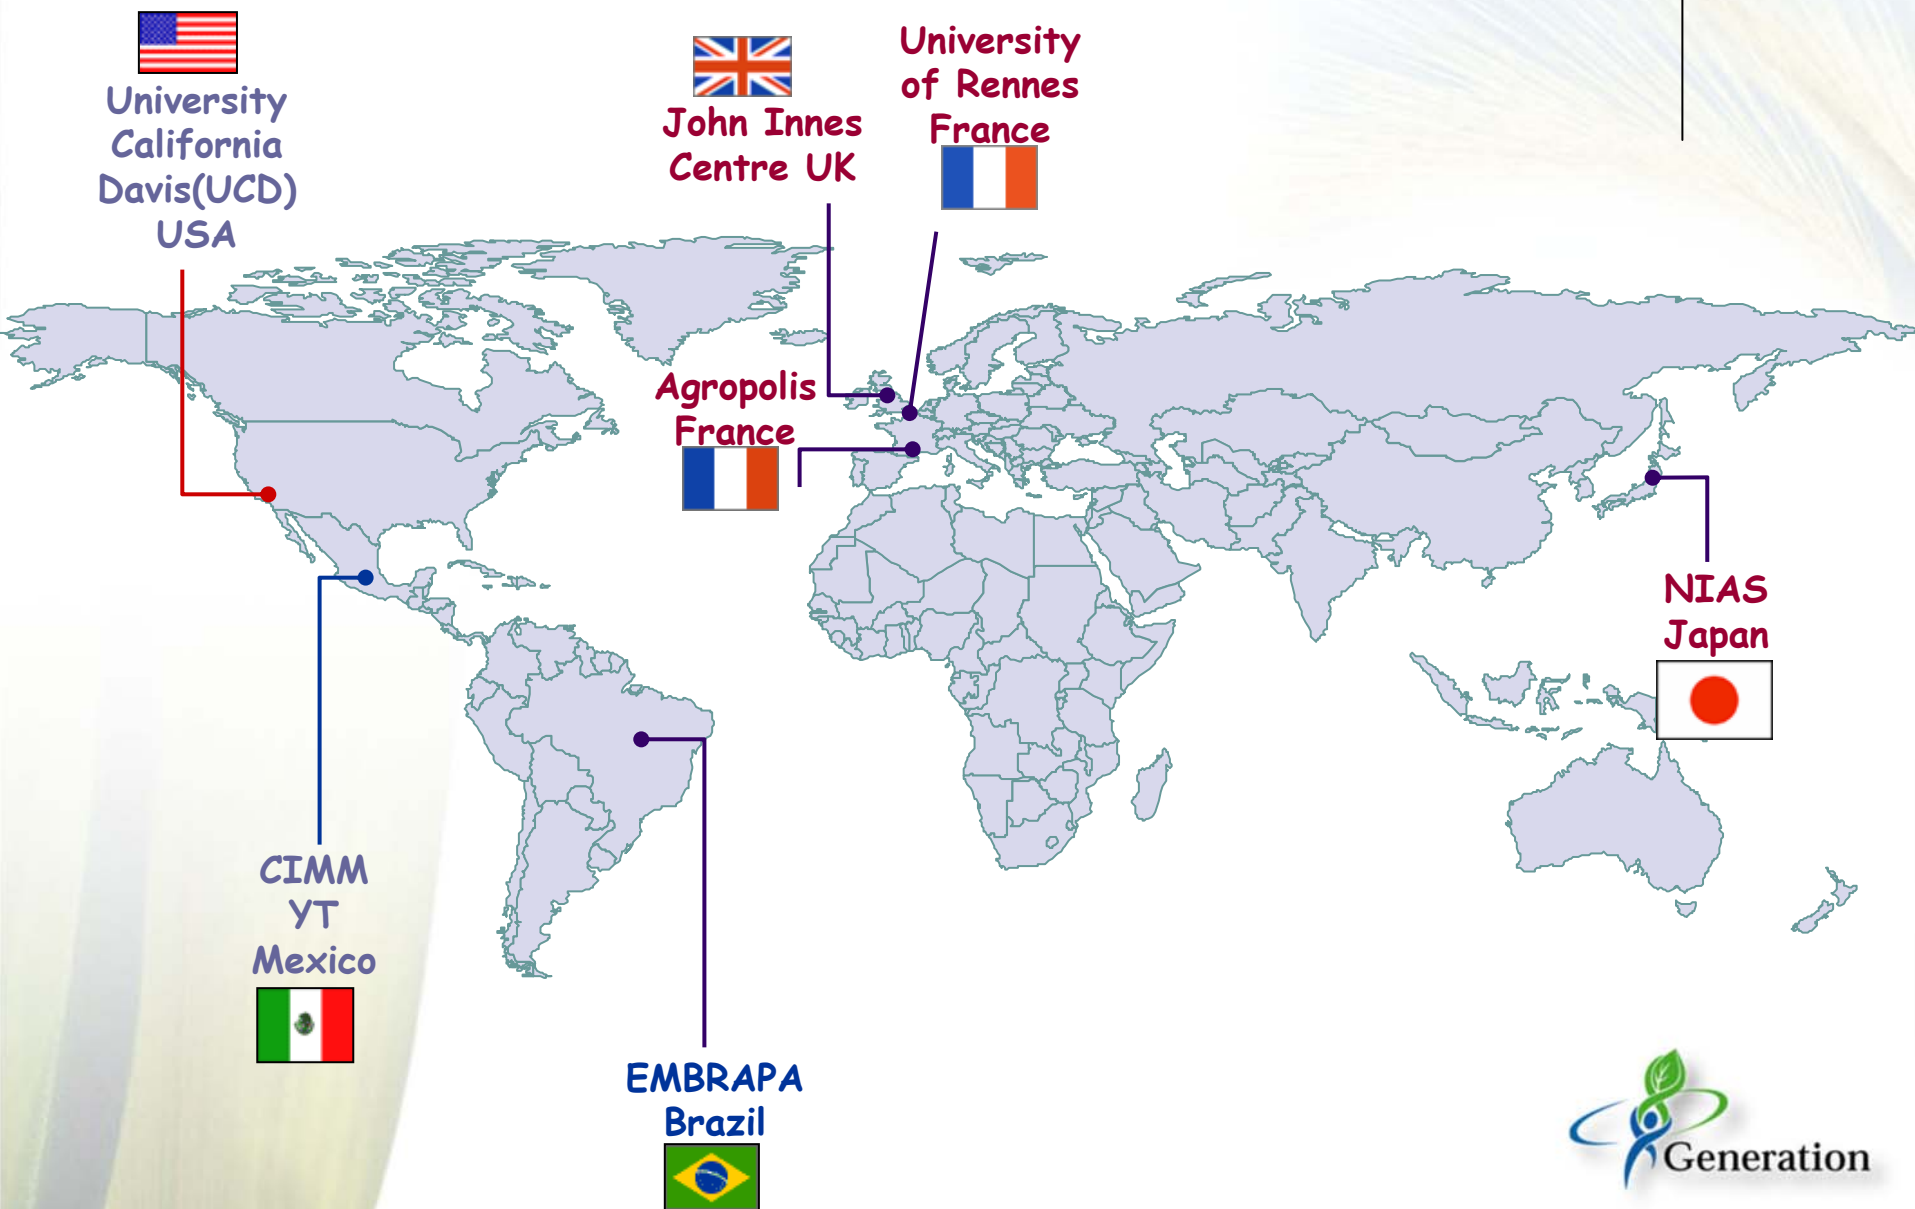 University
California
Davis(UCD)
USA
John Innes
Centre UK
University
of Rennes
France
Agropolis
France
NIAS
Japan
CIMM
YT
Mexico
EMBRAPA
Brazil
Generation